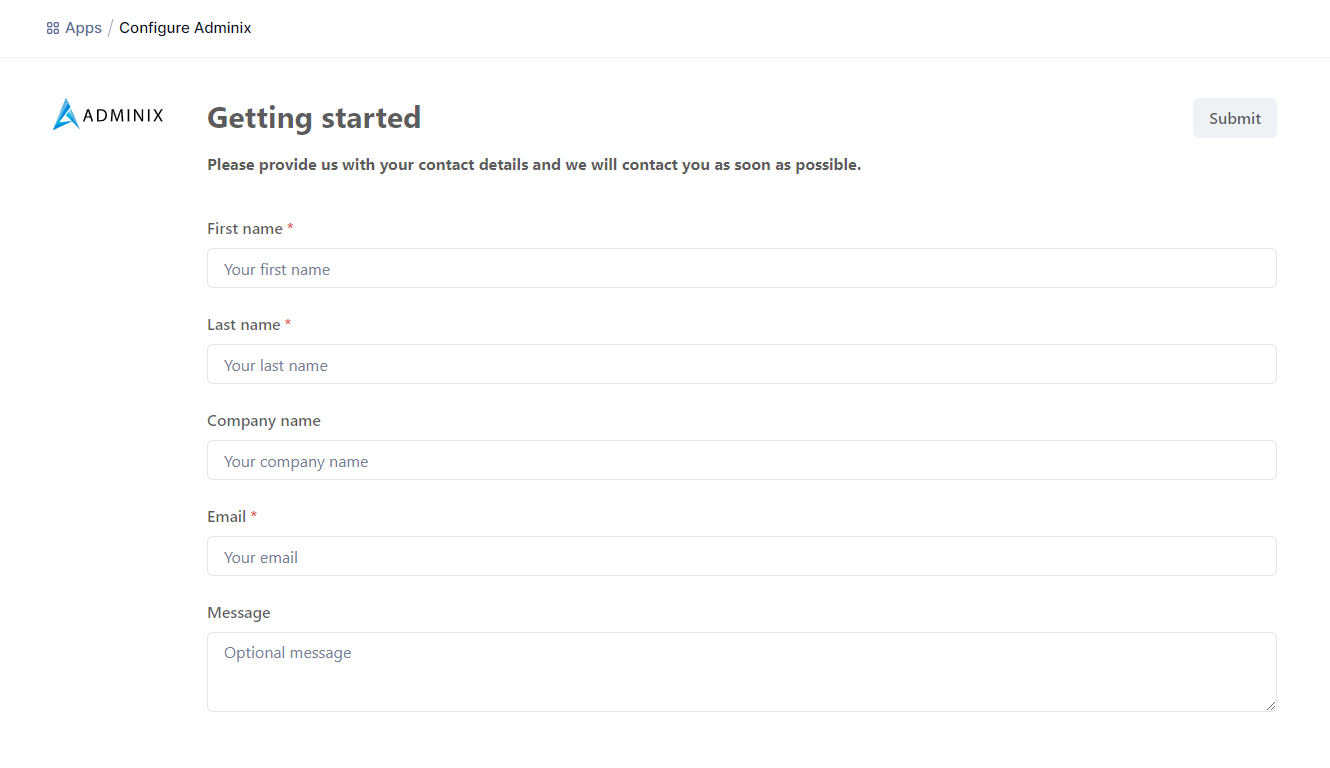 Apps / Configure Adminix
ADMINIX
Getting started
Submit
Please provide us with your contact details and we will contact you as soon as possible.
First name *
Your first name
Last name *
Your last name
Company name
Your company name
Email *
Your email
Message
Optional message